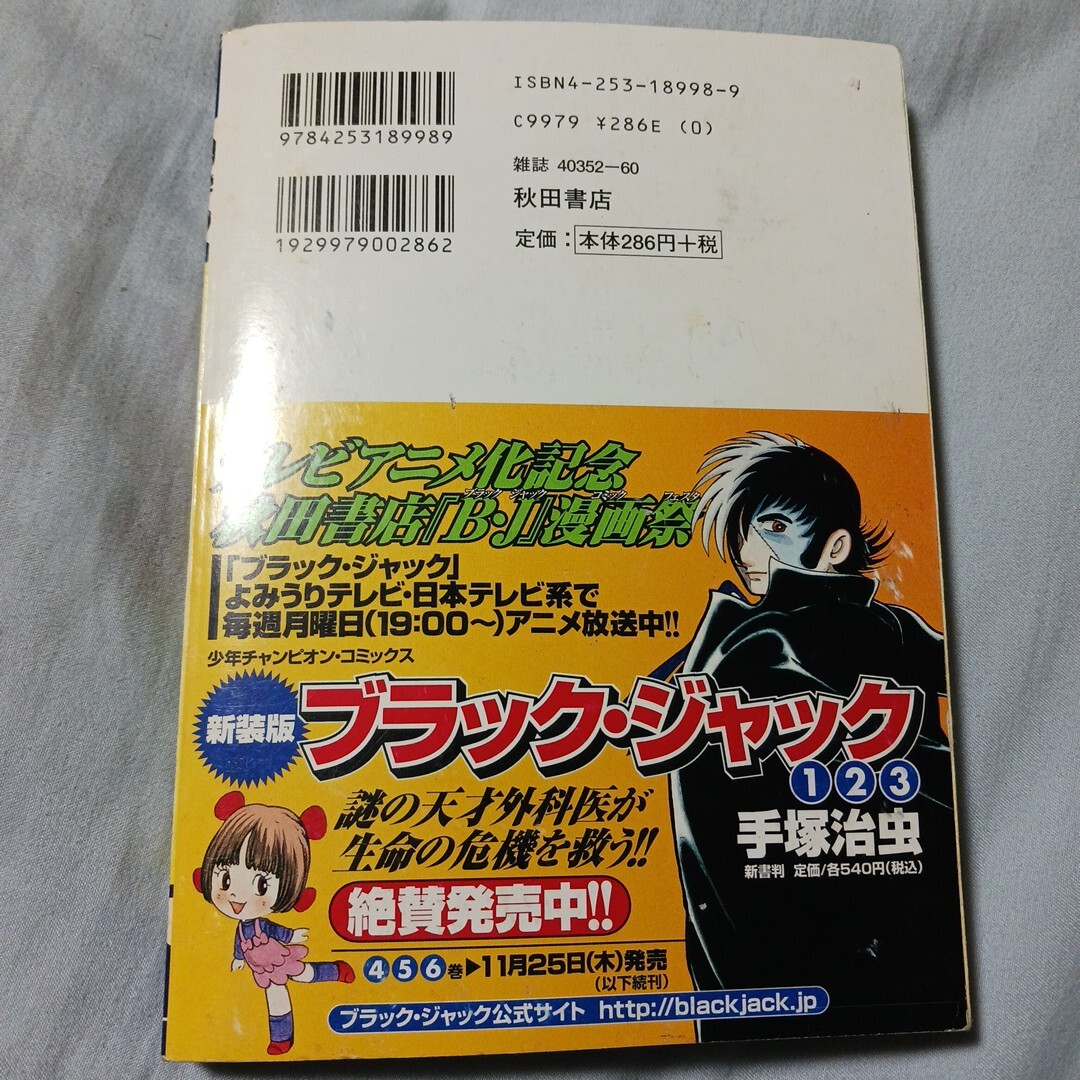 ISBN4-253-18998-9
9784253189989
C9979 ¥286E (0)
雑誌 40352-60
秋田書店
1929979002862
定価:本体286円+税
テレビアニメ化記念
ブラック ジャック コミック フェスタ
秋田書店『B・J』漫画祭
「ブラック・ジャック」
よみうりテレビ・日本テレビ系で
毎週月曜日(19:00〜)アニメ放送中!!
少年チャンピオン・コミックス
新装版
ブラック・ジャック
1 2 3
謎の天才外科医が
生命の危機を救う!!
手塚治虫
新書判 定価/各540円(税込)
絶賛発売中!!
4 5 6 巻▶11月25日(木)発売
(以下続刊)
ブラック・ジャック公式サイト http://blackjack.jp